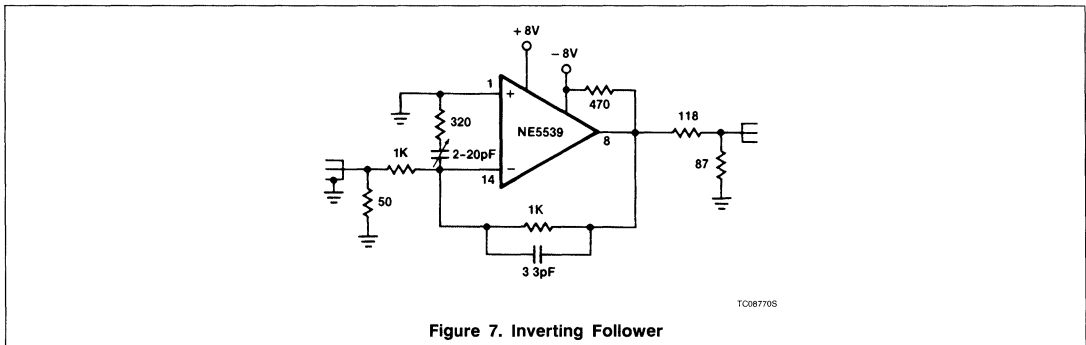 + 8V
− 8V
1
+
470
NE5539
320
118
8
1K
2–20pF
−
87
14
50
1K
3 3pF
TC08770S
Figure 7. Inverting Follower